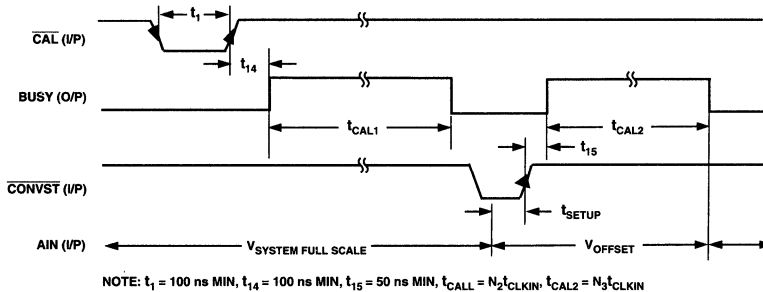 t1
CAL (I/P)
t14
BUSY (O/P)
tCAL1
tCAL2
t15
CONVST (I/P)
tSETUP
AIN (I/P)
VSYSTEM FULL SCALE
VOFFSET
NOTE: t1 = 100 ns MIN, t14 = 100 ns MIN, t15 = 50 ns MIN, tCALL = N2tCLKIN, tCAL2 = N3tCLKIN